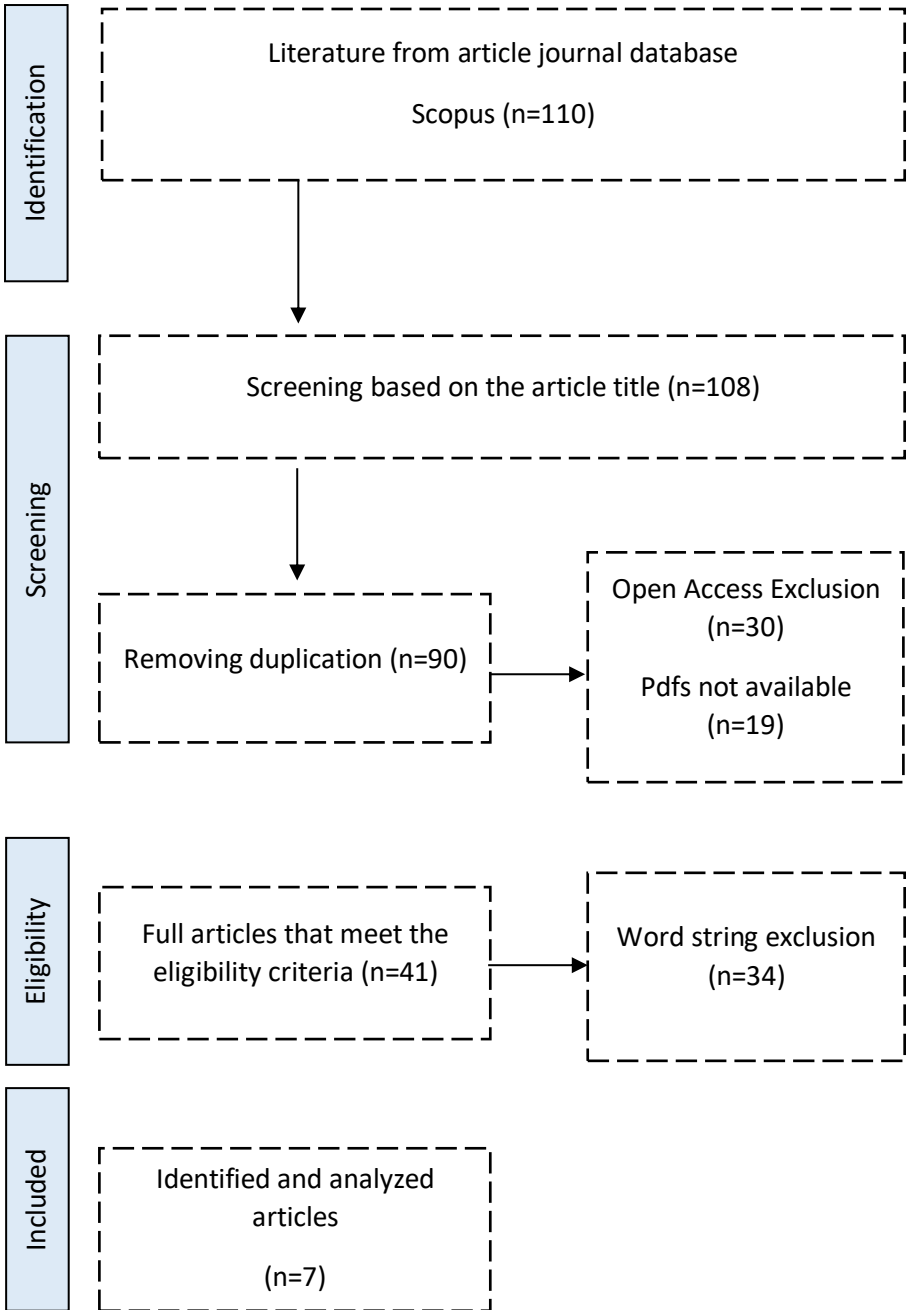 Identification
Literature from article journal database
Scopus (n=110)
Screening
Screening based on the article title (n=108)
Removing duplication (n=90)
Open Access Exclusion
(n=30)
Pdfs not available
(n=19)
Eligibility
Full articles that meet the
eligibility criteria (n=41)
Word string exclusion
(n=34)
Included
Identified and analyzed
articles
(n=7)